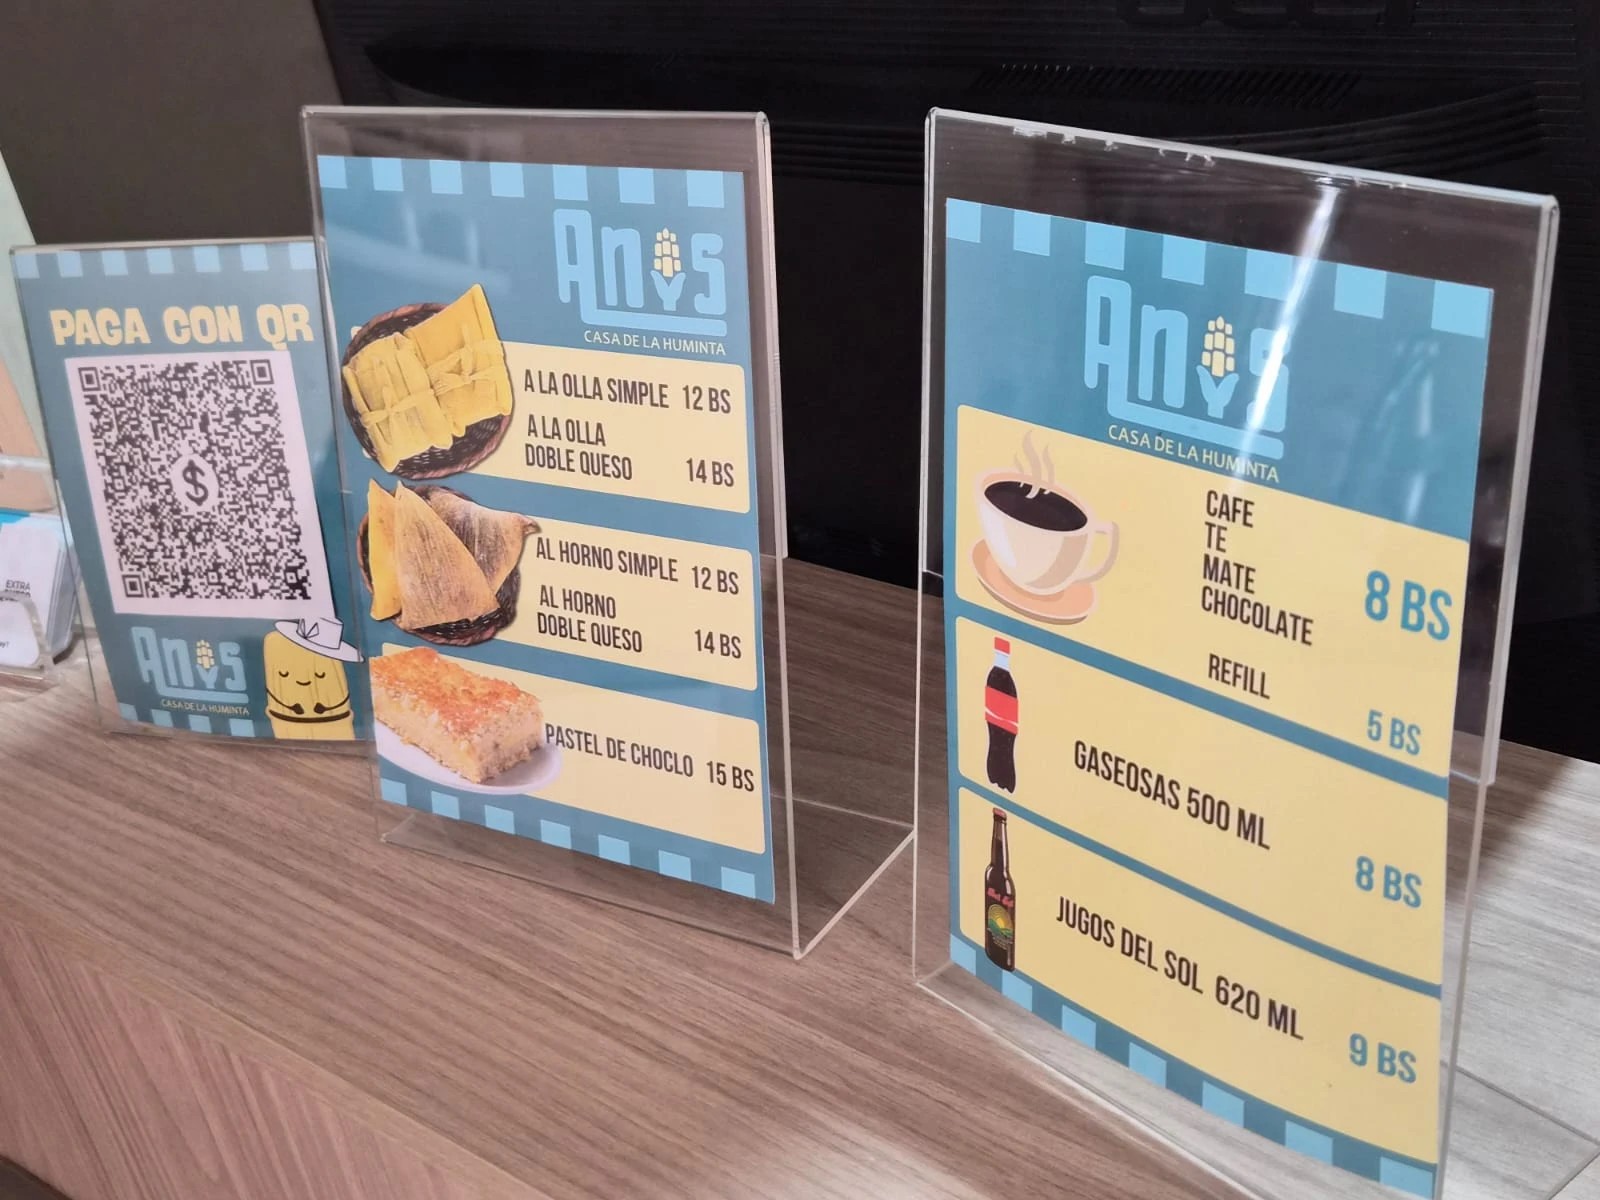 PAGA CON QR
$
Anys
CASA DE LA HUMINTA
EXTRA
Anys
CASA DE LA HUMINTA
A LA OLLA SIMPLE 12 BS
A LA OLLA
DOBLE QUESO 14 BS
AL HORNO SIMPLE 12 BS
AL HORNO
DOBLE QUESO 14 BS
PASTEL DE CHOCLO 15 BS
Anys
CASA DE LA HUMINTA
CAFE
TE
MATE
CHOCOLATE 8 BS
REFILL 5 BS
GASEOSAS 500 ML 8 BS
JUGOS DEL SOL 620 ML 9 BS